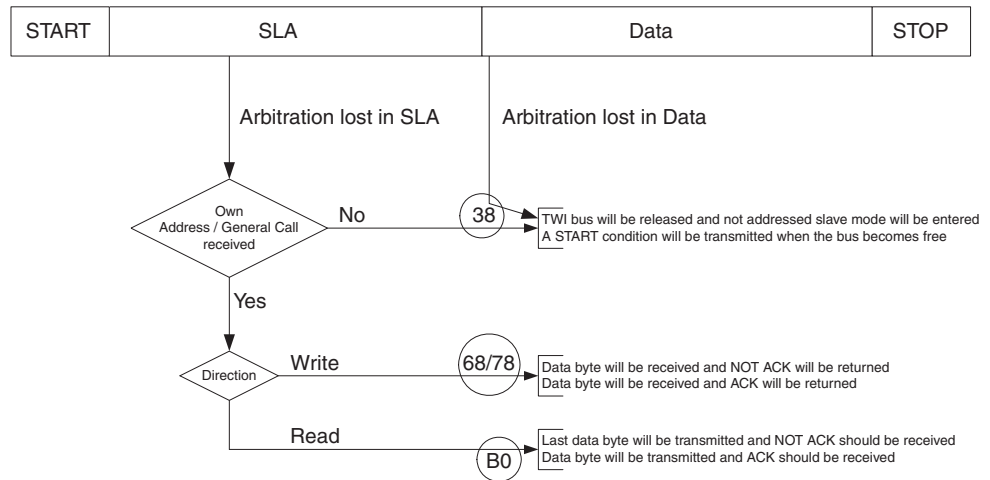 START SLA Data STOP
Arbitration lost in SLA Arbitration lost in Data
Own
Address / General Call
received
No
38
TWI bus will be released and not addressed slave mode will be entered
A START condition will be transmitted when the bus becomes free
Yes
Direction
Write
68/78
Data byte will be received and NOT ACK will be returned
Data byte will be received and ACK will be returned
Read
B0
Last data byte will be transmitted and NOT ACK should be received
Data byte will be transmitted and ACK should be received